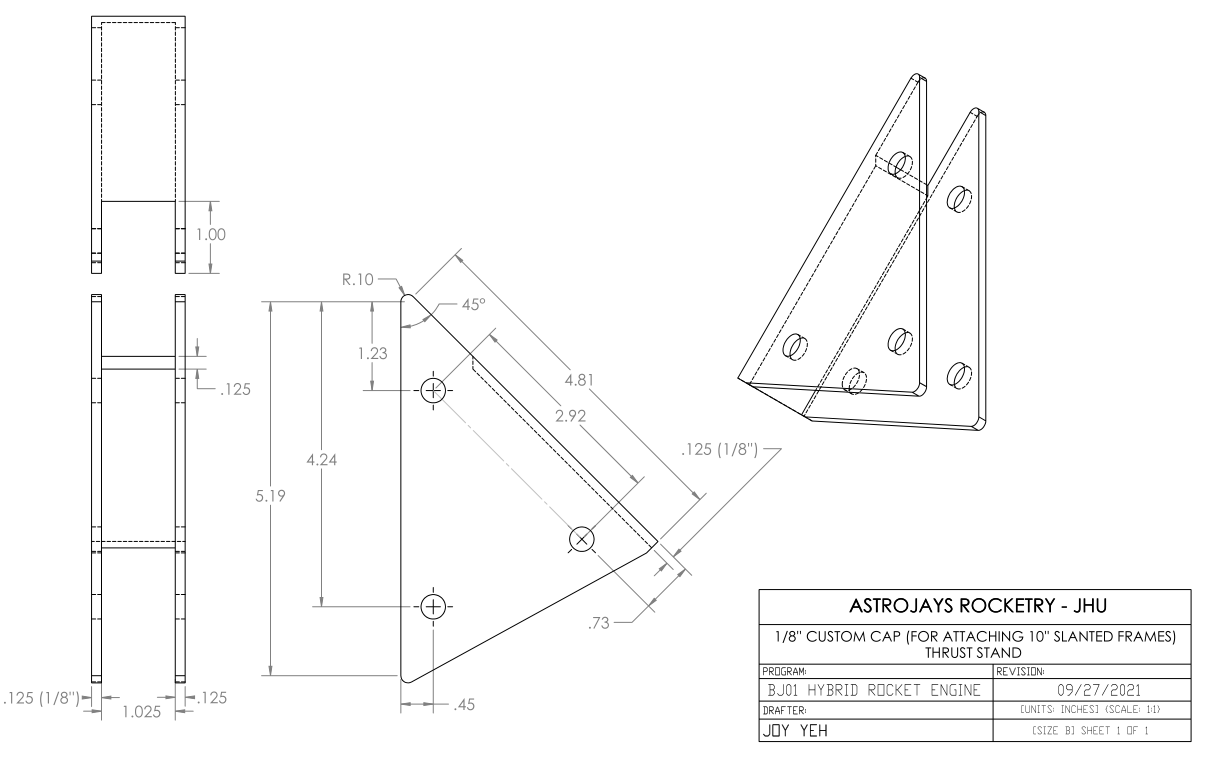 1.00
R.10
45°
1.23
4.81
.125
2.92
.125 (1/8")
4.24
5.19
.73
.125 (1/8")
1.025
.125
.45
ASTROJAYS ROCKETRY - JHU
1/8" CUSTOM CAP (FOR ATTACHING 10" SLANTED FRAMES)
THRUST STAND
PROGRAM:
REVISION:
BJ01 HYBRID ROCKET ENGINE
09/27/2021
DRAFTER:
[UNITS: INCHES] (SCALE: 1:1)
JOY YEH
[SIZE B] SHEET 1 OF 1